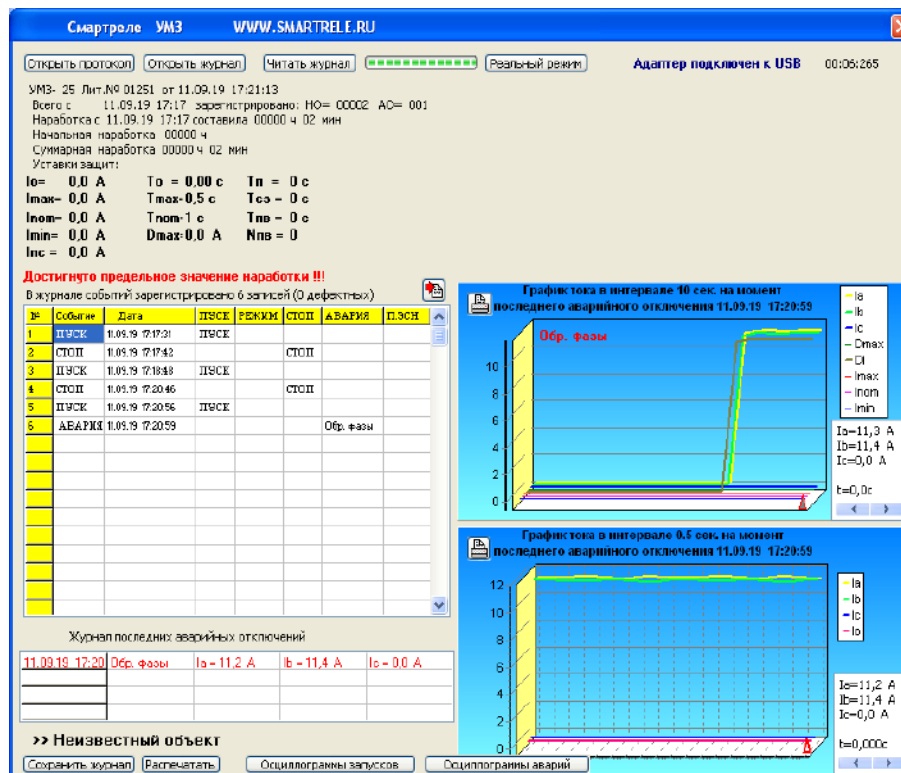 Смартреле УМЗ WWW.SMARTRELE.RU
Открыть протокол Открыть журнал Читать журнал Реальный режим Адаптер подключен к USB 00:06:265
УМЗ- 25 Лит.№ 01251 от 11.09.19 17:21:13
Всего с 11.09.19 17:17 зарегистрировано: НО= 00002 АО= 001
Наработка с 11.09.19 17:17 составила 00000 ч 02 мин
Начальная наработка 00000 ч
Суммарная наработка 00000 ч 02 мин
Уставки защит:
Io= 0,0 А To = 0,00 с Тп = 0 с
Imax= 0,0 А Tmax-0,5 с Тсэ - 0 с
Inom- 0,0 А Tnom-1 с Тпв - 0 с
Imin= 0,0 А Dmax=0,0 А Nпв = 0
Inc = 0,0 А
Достигнуто предельное значение наработки !!!
В журнале событий зарегистрировано 6 записей (0 дефектных)
№ Событие Дата ПУСК РЕЖИМ СТОП АВАРИЯ П.ЭСН
1 ПУСК 11.09.19 17:17:31 ПУСК
2 СТОП 11.09.19 17:17:42 СТОП
3 ПУСК 11.09.19 17:18:48 ПУСК
4 СТОП 11.09.19 17:20:46 СТОП
5 ПУСК 11.09.19 17:20:56 ПУСК
6 АВАРИЯ 11.09.19 17:20:59 Обр. фазы
График тока в интервале 10 сек. на момент
последнего аварийного отключения 11.09.19 17:20:59
Обр. фазы
10
8
6
4
2
0
Ia
Ib
Ic
Dmax
DI
Imax
Inom
Imin
Ia=11,3 А
Ib=11,4 А
Ic=0,0 А
t=0,0с
График тока в интервале 0.5 сек. на момент
последнего аварийного отключения 11.09.19 17:20:59
12
10
8
6
4
2
0
Ia
Ib
Ic
Io
Ia=11,2 А
Ib=11,4 А
Ic=0,0 А
t=0,000с
Журнал последних аварийных отключений
11.09.19 17:20 Обр. фазы Ia = 11,2 А Ib = 11,4 А Ic = 0,0 А
>> Неизвестный объект
Сохранить журнал Распечатать Осциллограммы запусков Осциллограммы аварий